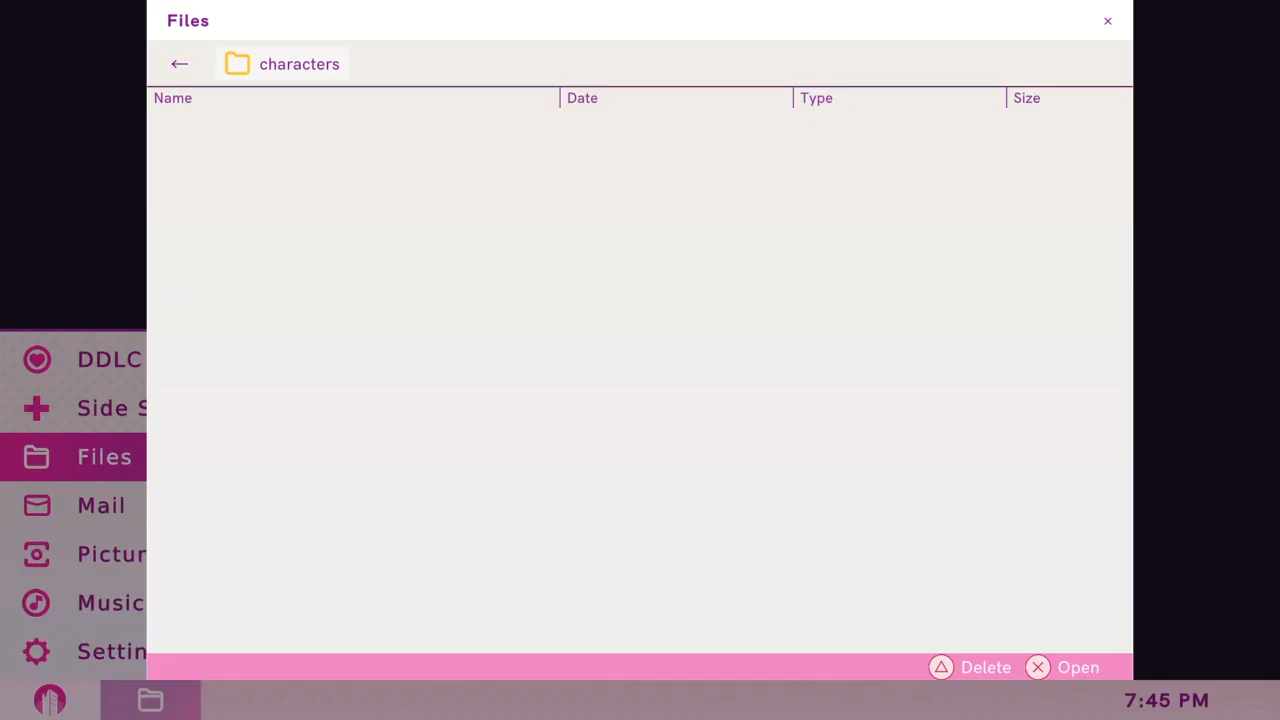 Files
characters
Name Date Type Size
DDLC
Side S
Files
Mail
Pictur
Music
Settin
Delete Open
7:45 PM